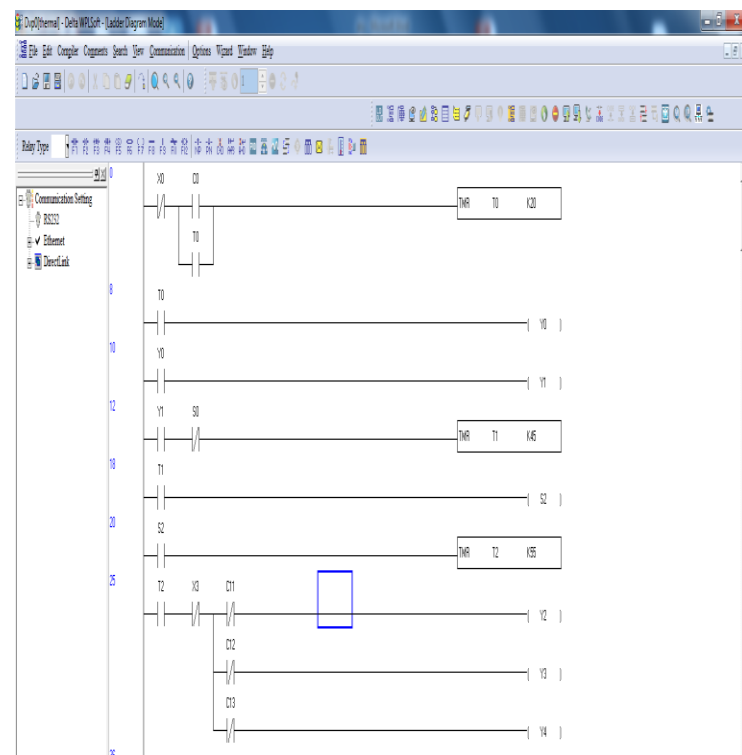 Dvp0[thermal] - Delta WPLSoft - [Ladder Diagram Mode]
File Edit Compiler Comments Search View Communication Options Wizard Window Help
Relay Type
Communication Setting
RS232
Ethernet
DirectLink
0
X0 C0
TMR T0 K20
T0
8
T0
( Y0 )
10
Y0
( Y1 )
12
Y1 S0
TMR T1 K45
18
T1
( S2 )
20
S2
TMR T2 K55
25
T2 X3 C11
( Y2 )
C12
( Y3 )
C13
( Y4 )